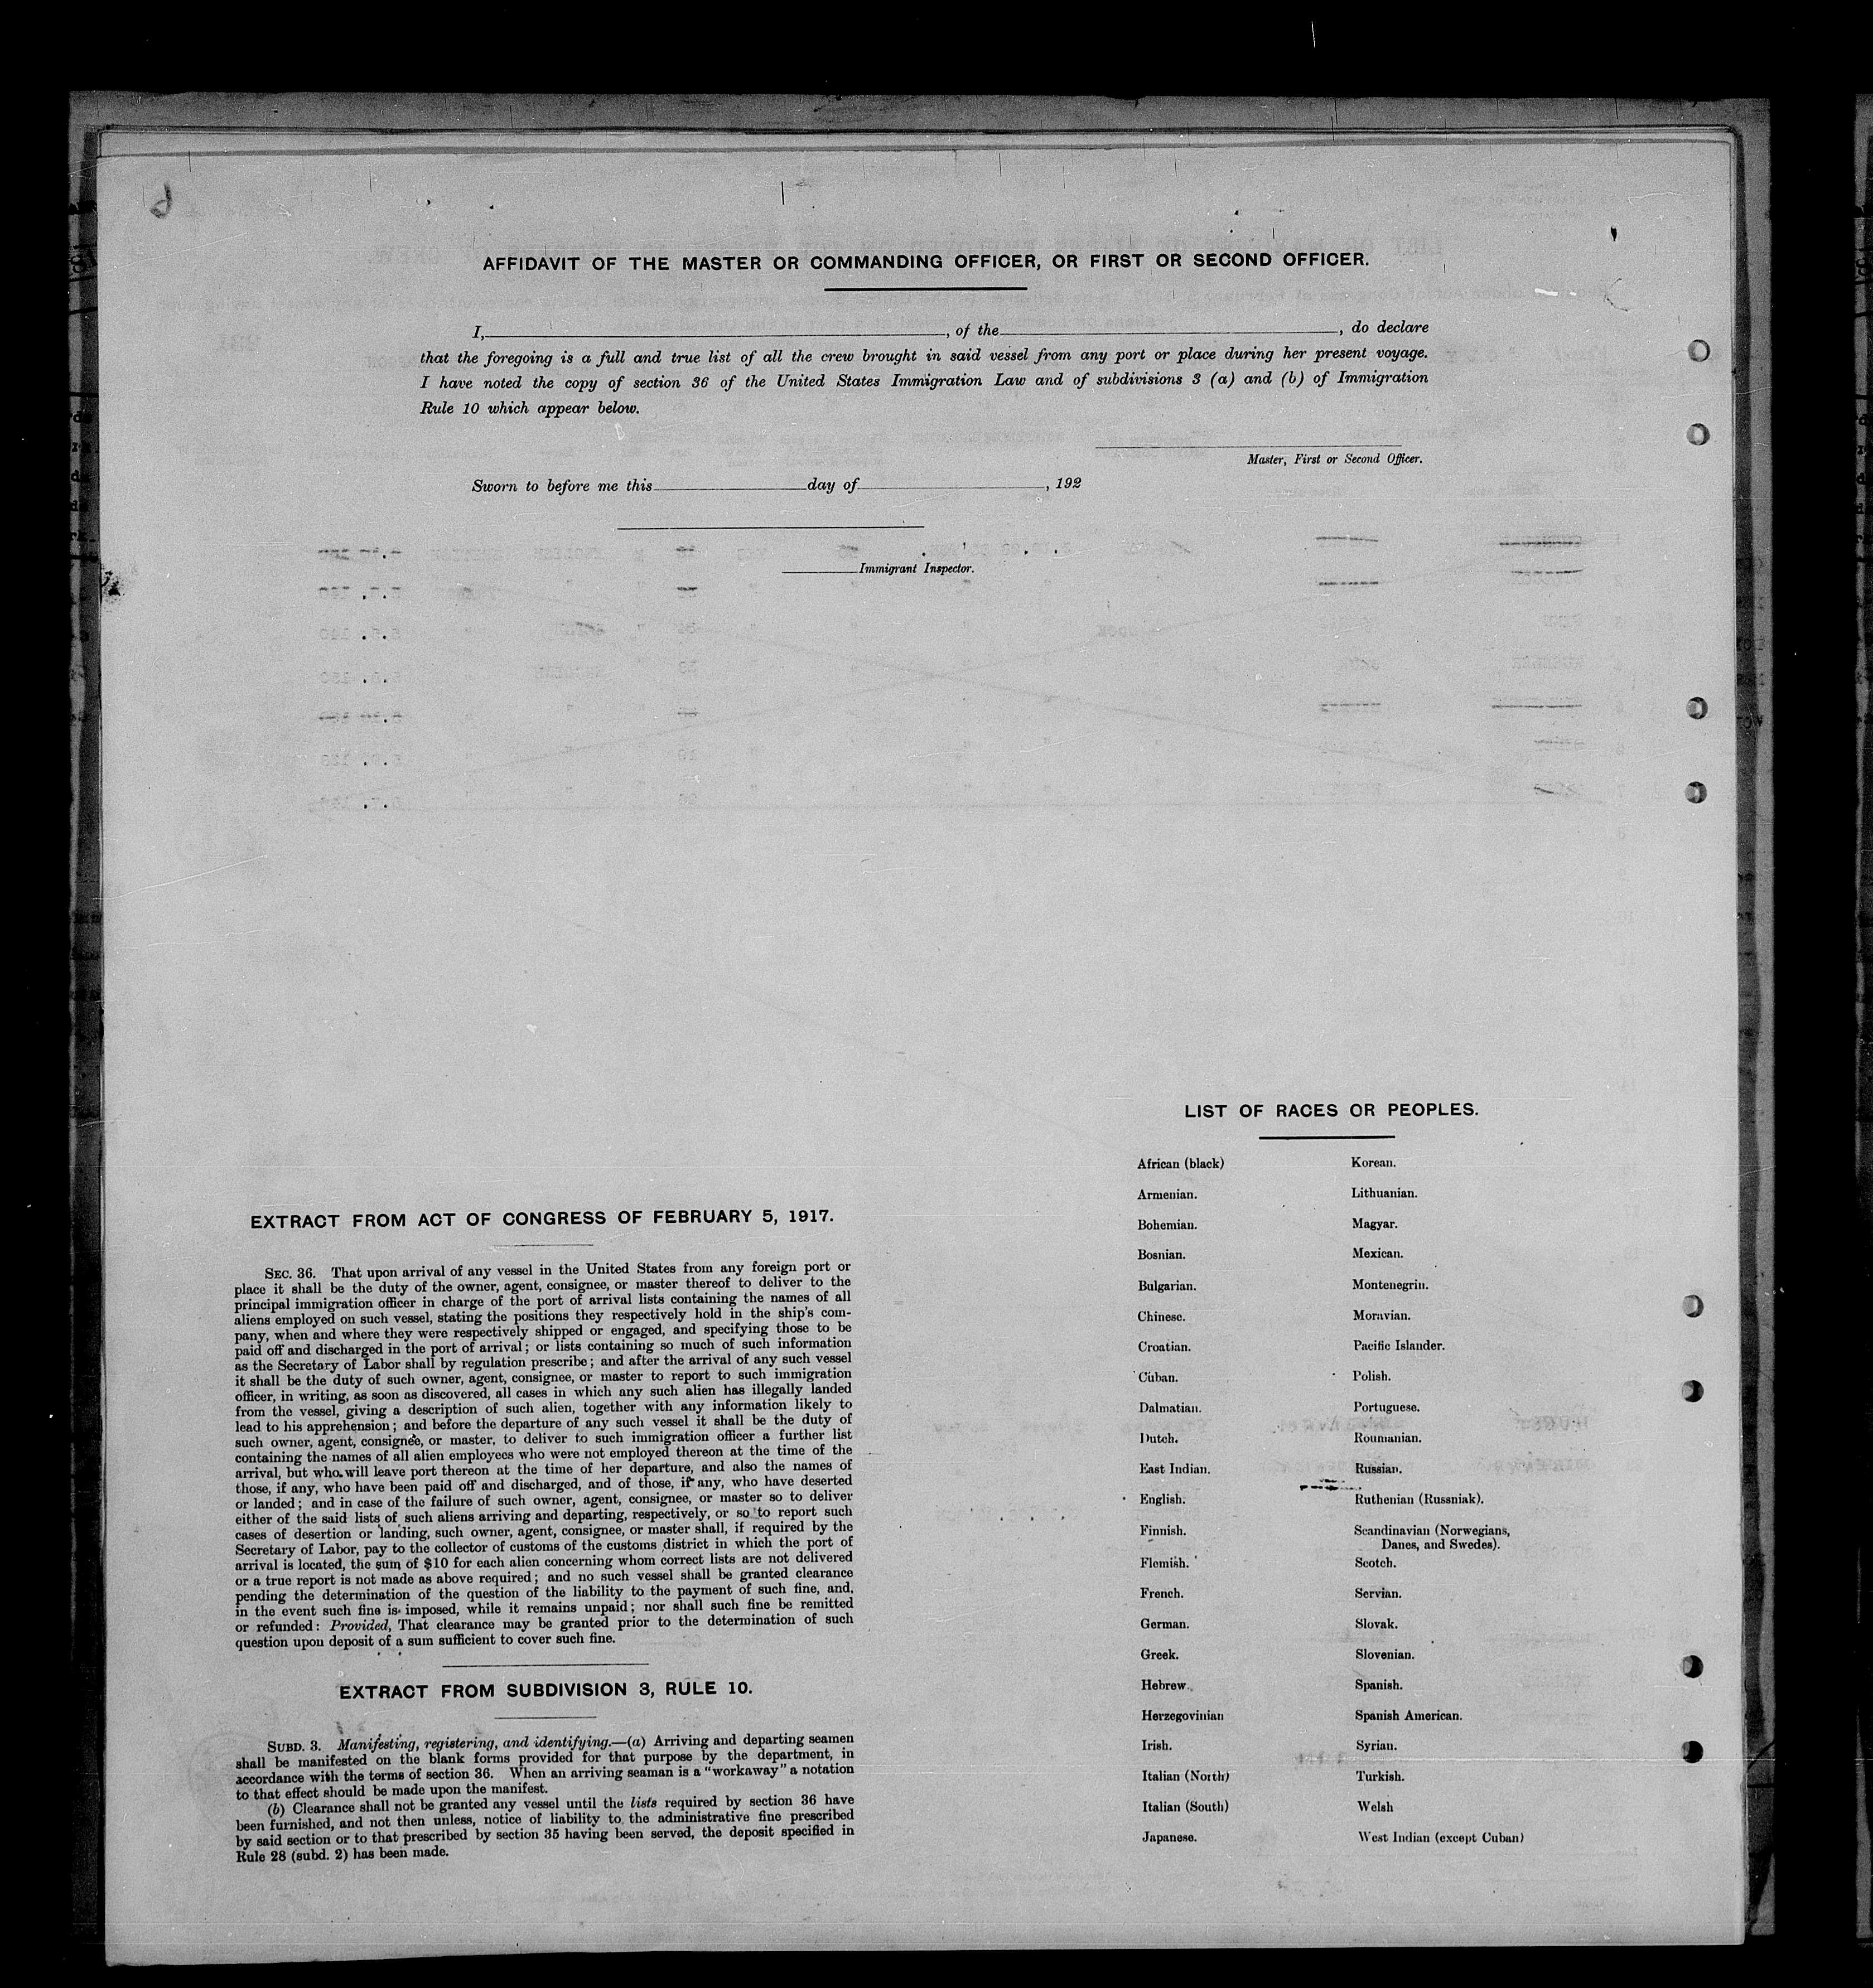 AFFIDAVIT OF THE MASTER OR COMMANDING OFFICER, OR FIRST OR SECOND OFFICER.
I, , of the , do declare
that the foregoing is a full and true list of all the crew brought in said vessel from any port or place during her present voyage.
I have noted the copy of section 36 of the United States Immigration Law and of subdivisions 3 (a) and (b) of Immigration
Rule 10 which appear below.
Master, First or Second Officer.
Sworn to before me this day of , 192
Immigrant Inspector.
EXTRACT FROM ACT OF CONGRESS OF FEBRUARY 5, 1917.
SEC. 36. That upon arrival of any vessel in the United States from any foreign port or
place it shall be the duty of the owner, agent, consignee, or master thereof to deliver to the
principal immigration officer in charge of the port of arrival lists containing the names of all
aliens employed on such vessel, stating the positions they respectively hold in the ship's com-
pany, when and where they were respectively shipped or engaged, and specifying those to be
paid off and discharged in the port of arrival; or lists containing so much of such information
as the Secretary of Labor shall by regulation prescribe; and after the arrival of any such vessel
it shall be the duty of such owner, agent, consignee, or master to report to such immigration
officer, in writing, as soon as discovered, all cases in which any such alien has illegally landed
from the vessel, giving a description of such alien, together with any information likely to
lead to his apprehension; and before the departure of any such vessel it shall be the duty of
such owner, agent, consignee, or master, to deliver to such immigration officer a further list
containing the names of all alien employees who were not employed thereon at the time of the
arrival, but who will leave port thereon at the time of her departure, and also the names of
those, if any, who have been paid off and discharged, and of those, if any, who have deserted
or landed; and in case of the failure of such owner, agent, consignee, or master so to deliver
either of the said lists of such aliens arriving and departing, respectively, or so to report such
cases of desertion or landing, such owner, agent, consignee, or master shall, if required by the
Secretary of Labor, pay to the collector of customs of the customs district in which the port of
arrival is located, the sum of $10 for each alien concerning whom correct lists are not delivered
or a true report is not made as above required; and no such vessel shall be granted clearance
pending the determination of the question of the liability to the payment of such fine, and,
in the event such fine is imposed, while it remains unpaid; nor shall such fine be remitted
or refunded: Provided, That clearance may be granted prior to the determination of such
question upon deposit of a sum sufficient to cover such fine.
EXTRACT FROM SUBDIVISION 3, RULE 10.
SUBD. 3. Manifesting, registering, and identifying.—(a) Arriving and departing seamen
shall be manifested on the blank forms provided for that purpose by the department, in
accordance with the terms of section 36. When an arriving seaman is a "workaway" a notation
to that effect should be made upon the manifest.
(b) Clearance shall not be granted any vessel until the lists required by section 36 have
been furnished, and not then unless, notice of liability to the administrative fine prescribed
by said section or to that prescribed by section 35 having been served, the deposit specified in
Rule 28 (subd. 2) has been made.
LIST OF RACES OR PEOPLES.
African (black)
Armenian.
Bohemian.
Bosnian.
Bulgarian.
Chinese.
Croatian.
Cuban.
Dalmatian.
Dutch.
East Indian.
English.
Finnish.
Flemish.
French.
German.
Greek.
Hebrew.
Herzegovinian
Irish.
Italian (North)
Italian (South)
Japanese.
Korean.
Lithuanian.
Magyar.
Mexican.
Montenegrin.
Moravian.
Pacific Islander.
Polish.
Portuguese.
Roumanian.
Russian.
Ruthenian (Russniak).
Scandinavian (Norwegians,
Danes, and Swedes).
Scotch.
Servian.
Slovak.
Slovenian.
Spanish.
Spanish American.
Syrian.
Turkish.
Welsh
West Indian (except Cuban)